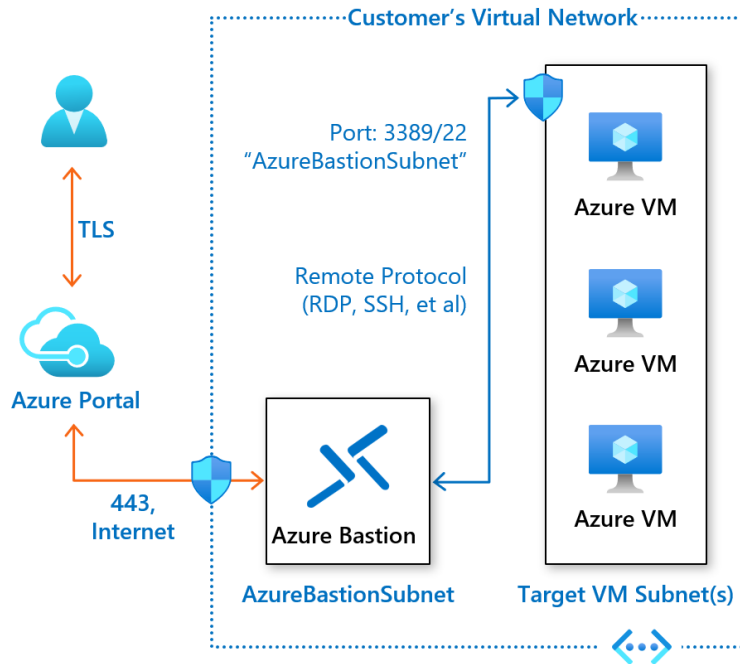 Customer’s Virtual Network
Port: 3389/22
“AzureBastionSubnet”
Azure VM
TLS
Remote Protocol
(RDP, SSH, et al)
Azure VM
Azure Portal
443,
Internet
Azure Bastion
Azure VM
AzureBastionSubnet
Target VM Subnet(s)